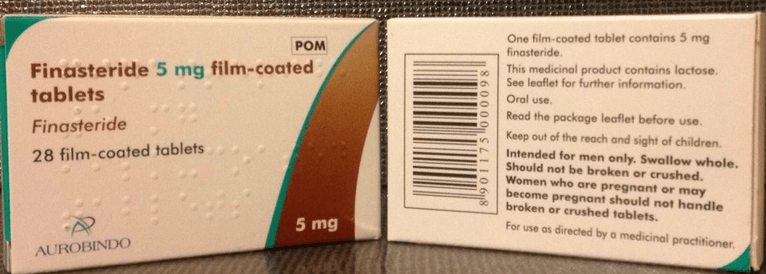 POM
Finasteride 5 mg film-coated
tablets
Finasteride
28 film-coated tablets
5 mg
AUROBINDO
One film-coated tablet contains 5 mg
finasteride.
This medicinal product contains lactose.
See leaflet for further information.
Oral use.
Read the package leaflet before use.
Keep out of the reach and sight of children.
Intended for men only. Swallow whole.
Should not be broken or crushed.
Women who are pregnant or may
become pregnant should not handle
broken or crushed tablets.
For use as directed by a medicinal practitioner.
8 901175 000098